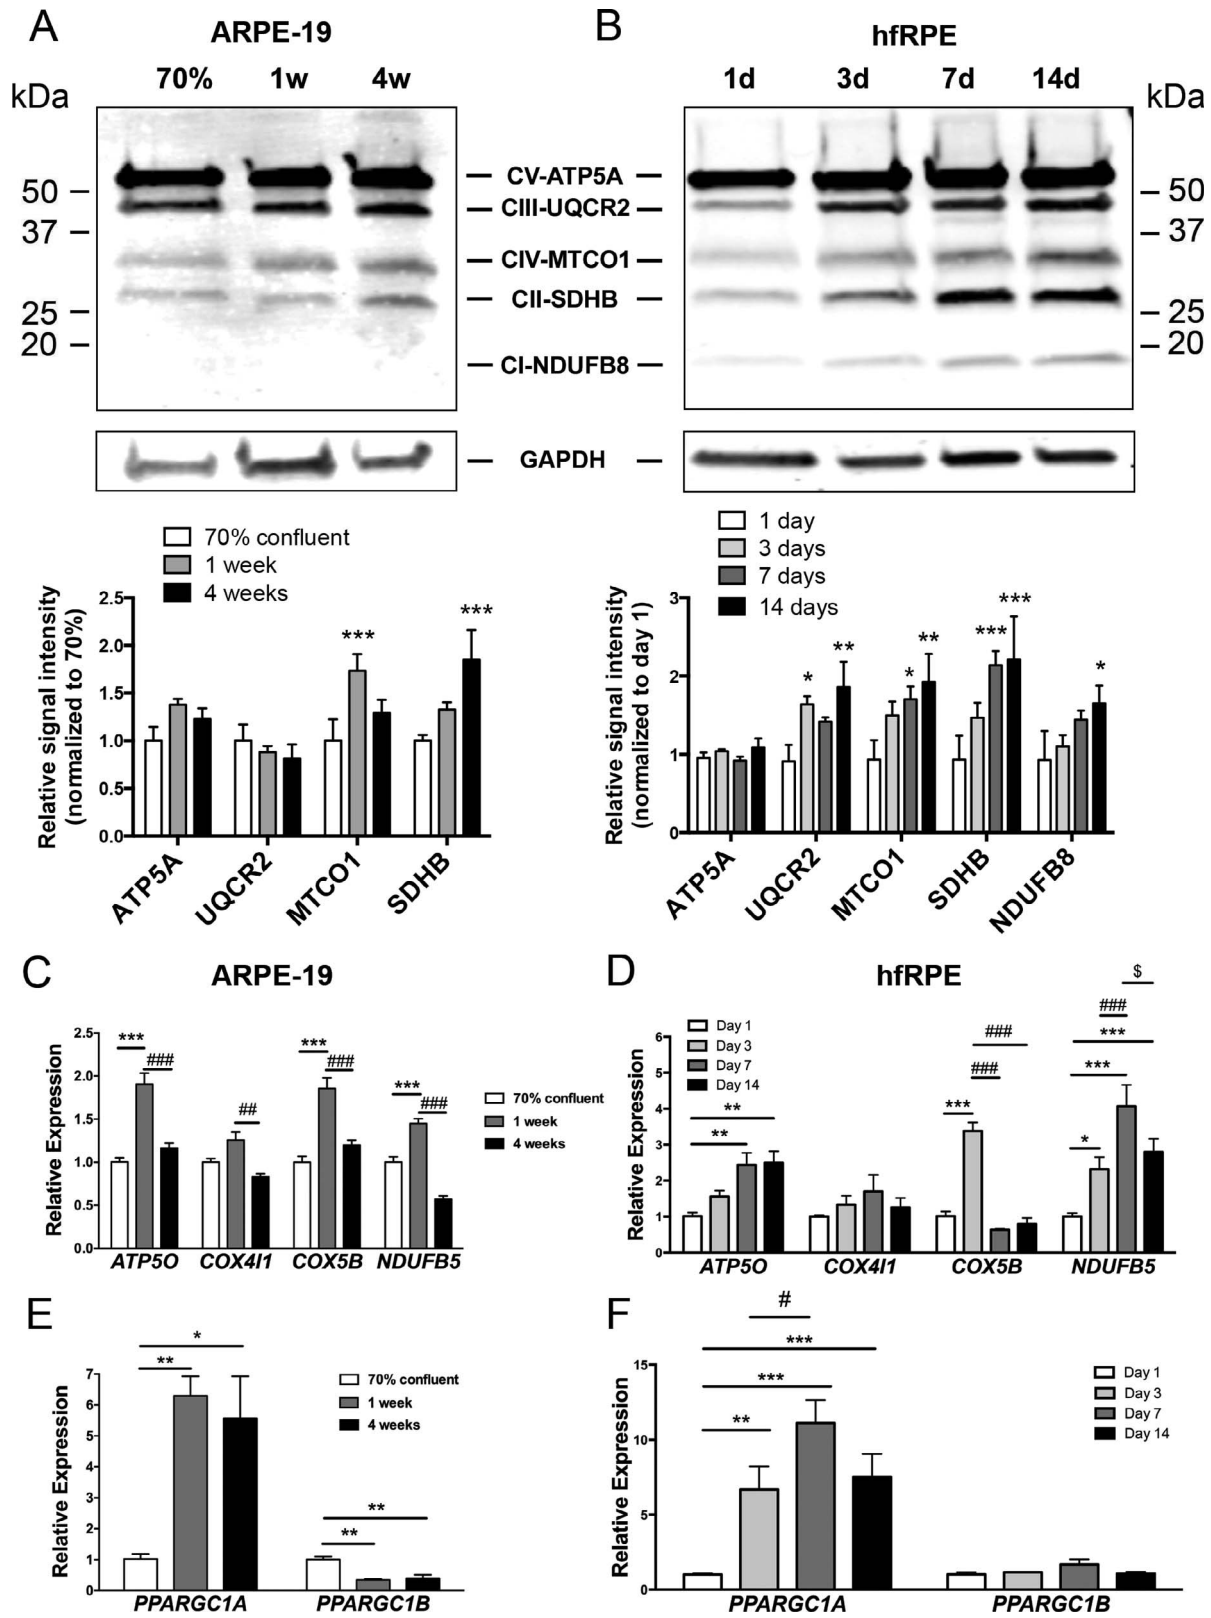 A
ARPE-19
70% 1w 4w
kDa
50
37
25
20
CV-ATP5A
CIII-UQCR2
CIV-MTCO1
CII-SDHB
CI-NDUFB8
GAPDH
B
hfRPE
1d 3d 7d 14d
kDa
50
37
25
20
70% confluent
1 week
4 weeks
Relative signal intensity
(normalized to 70%)
2.5
2.0
1.5
1.0
0.5
0.0
***
***
ATP5A UQCR2 MTCO1 SDHB
1 day
3 days
7 days
14 days
Relative signal intensity
(normalized to day 1)
3
2
1
0
* ** * ** *** *** *
ATP5A UQCR2 MTCO1 SDHB NDUFB8
C
ARPE-19
Relative Expression
2.5
2.0
1.5
1.0
0.5
0.0
*** ### ## *** ### *** ###
70% confluent
1 week
4 weeks
ATP5O COX4I1 COX5B NDUFB5
D
hfRPE
Relative Expression
6
5
4
3
2
1
0
Day 1
Day 3
Day 7
Day 14
**
**
###
###
***
$
###
***
***
*
ATP5O COX4I1 COX5B NDUFB5
E
Relative Expression
7
6
5
4
3
2
1
0
*
**
**
**
70% confluent
1 week
4 weeks
PPARGC1A PPARGC1B
F
Relative Expression
15
10
5
0
#
***
***
**
Day 1
Day 3
Day 7
Day 14
PPARGC1A PPARGC1B